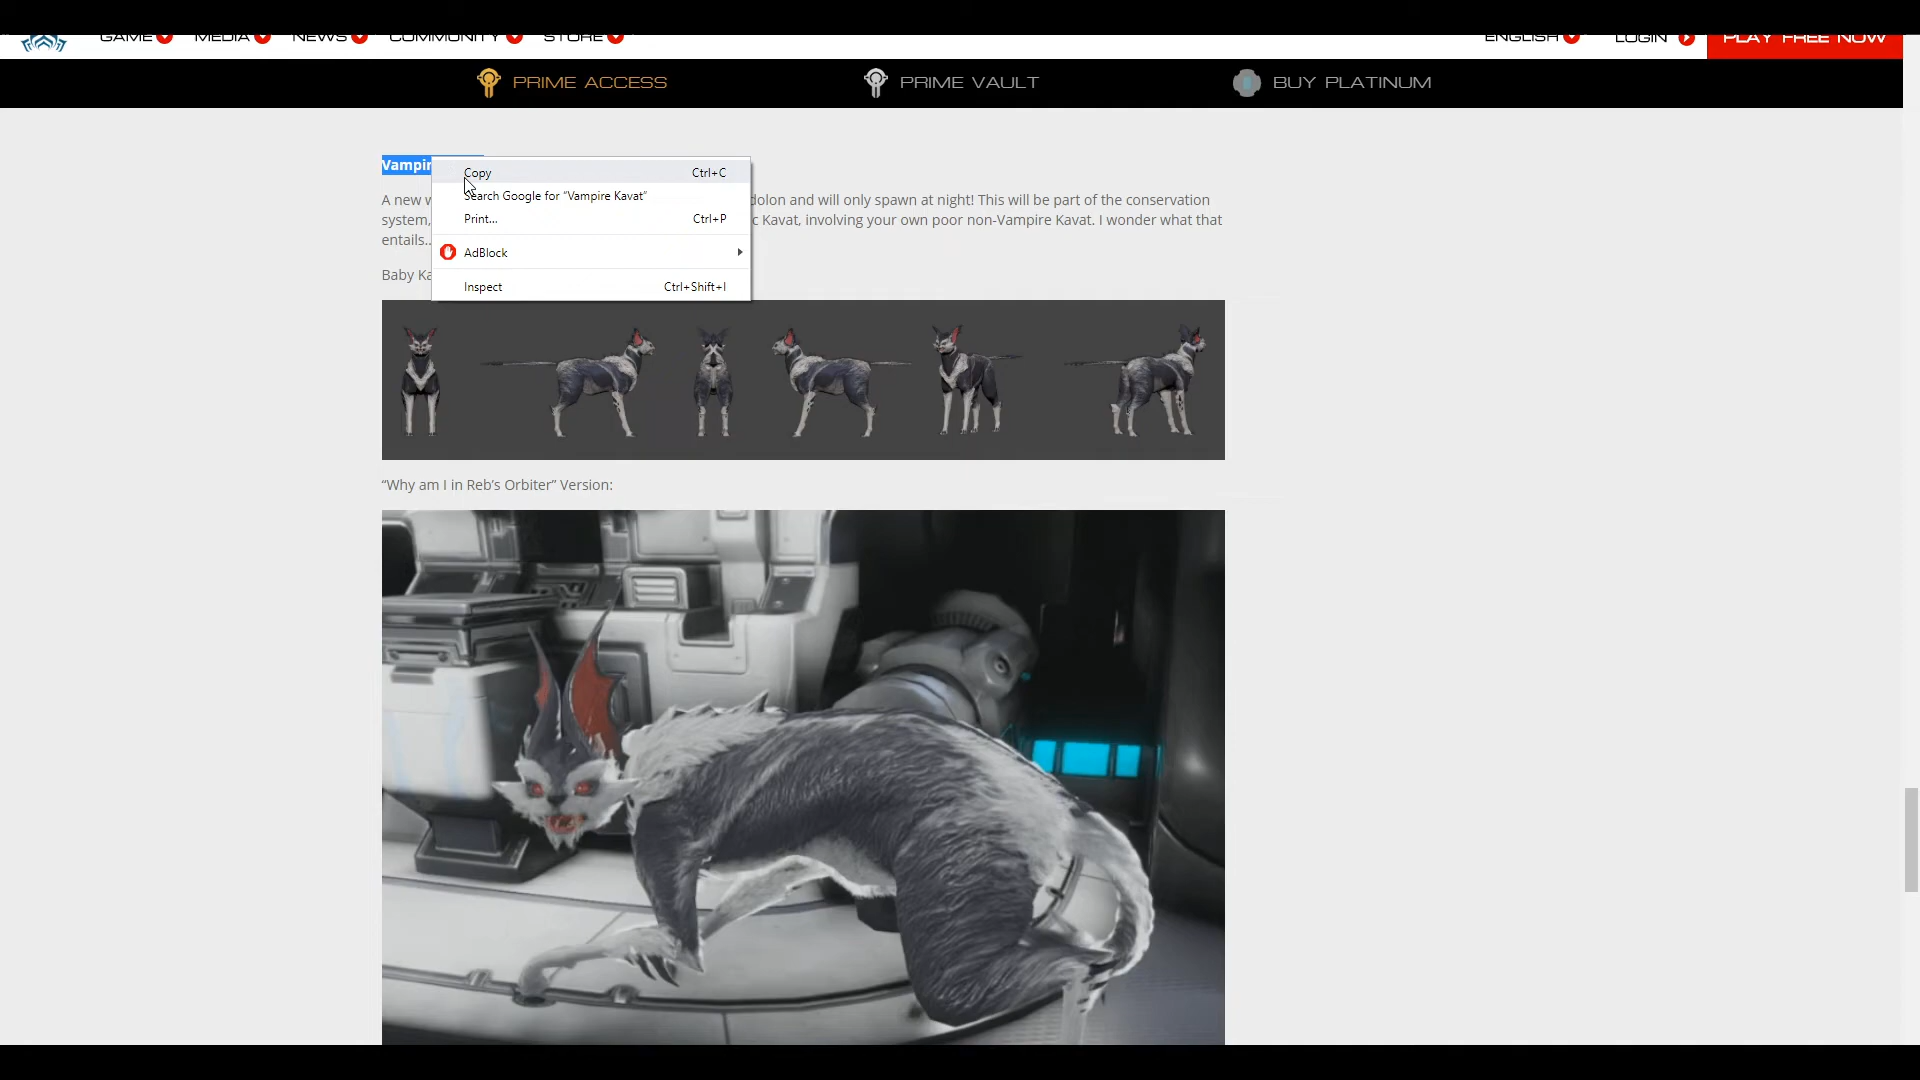 GAME MEDIA NEWS COMMUNITY STORE ENGLISH LOGIN PLAY FREE NOW
PRIME ACCESS PRIME VAULT BUY PLATINUM
Vampir
Copy Ctrl+C
Search Google for “Vampire Kavat”
Print... Ctrl+P
AdBlock
Inspect Ctrl+Shift+I
A new dolon and will only spawn at night! This will be part of the conservation
system, Kavat, involving your own poor non-Vampire Kavat. I wonder what that
entails..
Baby
“Why am I in Reb’s Orbiter” Version: